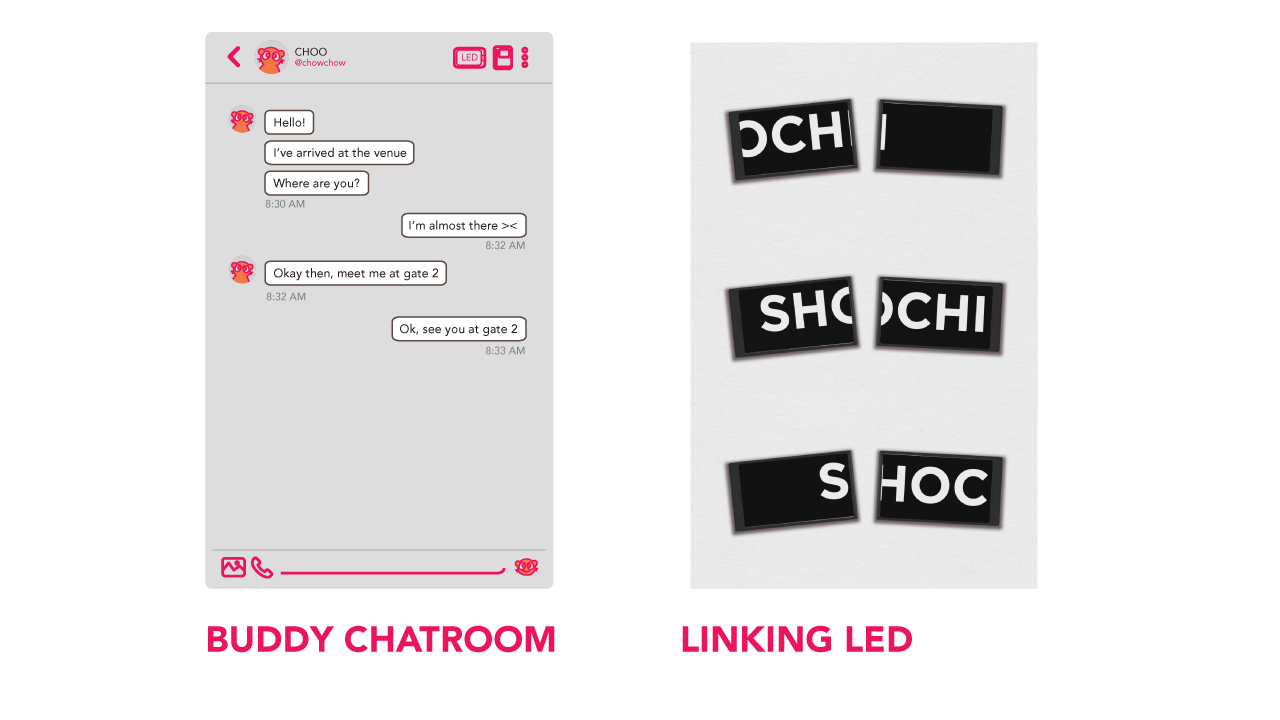 CHOO
@chowchow
LED
Hello!
I've arrived at the venue
Where are you?
8:30 AM
I'm almost there ><
8:32 AM
Okay then, meet me at gate 2
8:32 AM
Ok, see you at gate 2
8:33 AM
OCHI
SHO
OCHI
S
HOC
BUDDY CHATROOM
LINKING LED